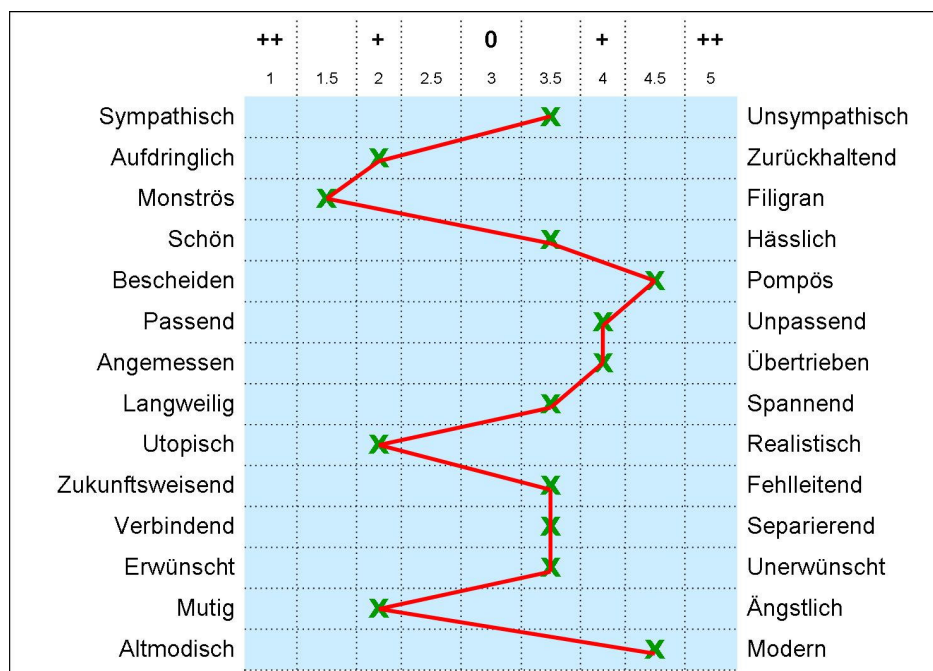 ++ + 0 + ++
1 1.5 2 2.5 3 3.5 4 4.5 5
Sympathisch X Unsympathisch
Aufdringlich X Zurückhaltend
Monströs X Filigran
Schön X Hässlich
Bescheiden X Pompös
Passend X Unpassend
Angemessen X Übertrieben
Langweilig X Spannend
Utopisch X Realistisch
Zukunftsweisend X Fehlleitend
Verbindend X Separierend
Erwünscht X Unerwünscht
Mutig X Ängstlich
Altmodisch X Modern